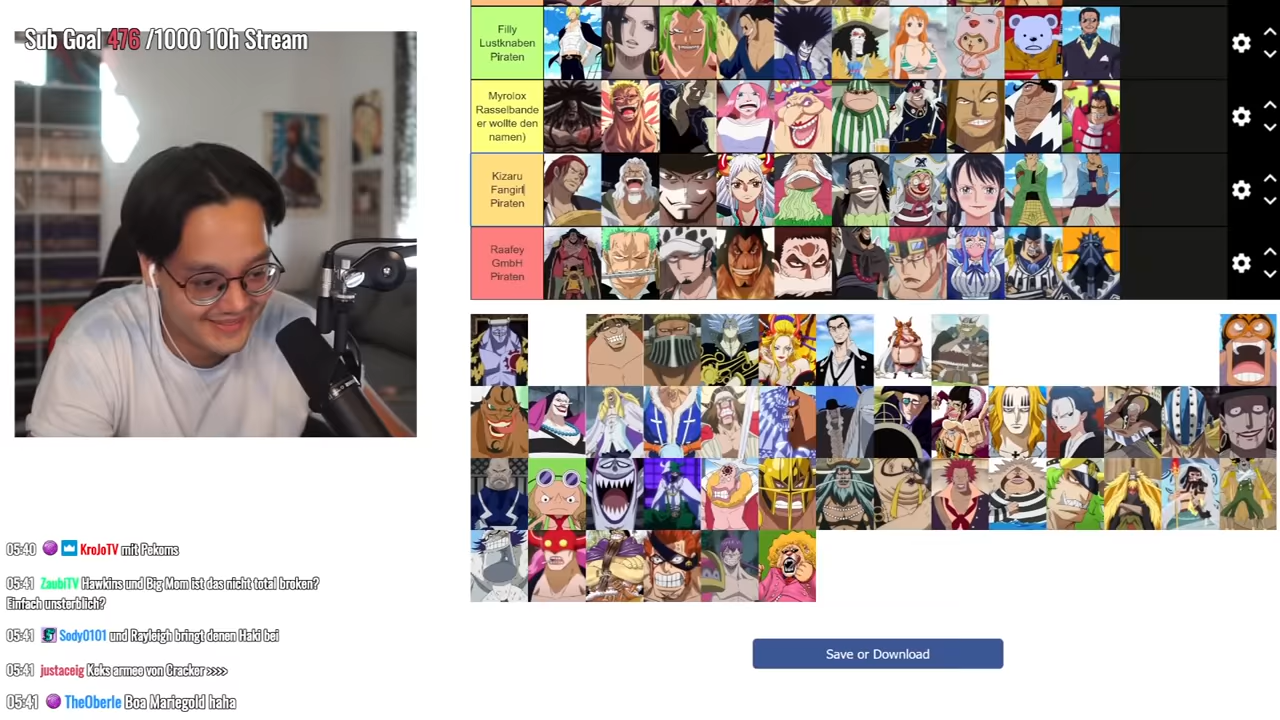 Sub Goal 476 /1000 10h Stream
Filly
Lustknaben
Piraten
Myrolox
Rasselbande
er wollte den
namen)
Kizaru
Fangirl
Piraten
Raafey
GmbH
Piraten
05:40 KroJoTV mit Pekoms
05:41 ZaubiTV Hawkins und Big Mom ist das nicht total broken?
Einfach unsterblich?
05:41 Sody0101 und Rayleigh bringt denen Haki bei
05:41 justaceig Keks armee von Cracker >>>>
05:41 TheOberle Boa Mariegold haha
Save or Download